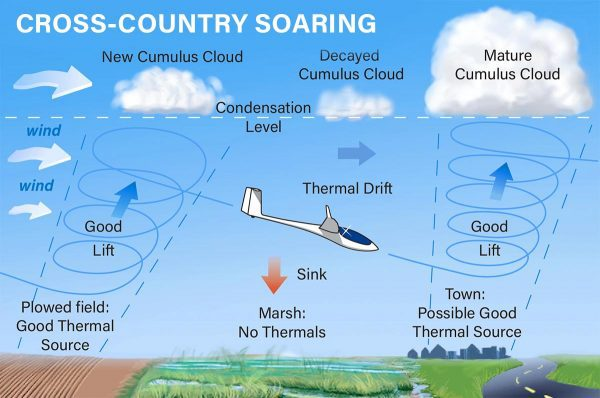 CROSS-COUNTRY SOARING
New Cumulus Cloud
Decayed
Cumulus Cloud
Mature
Cumulus Cloud
Condensation
Level
wind
wind
Thermal Drift
Good
Lift
Good
Lift
Sink
Plowed field:
Good Thermal
Source
Marsh:
No Thermals
Town:
Possible Good
Thermal Source